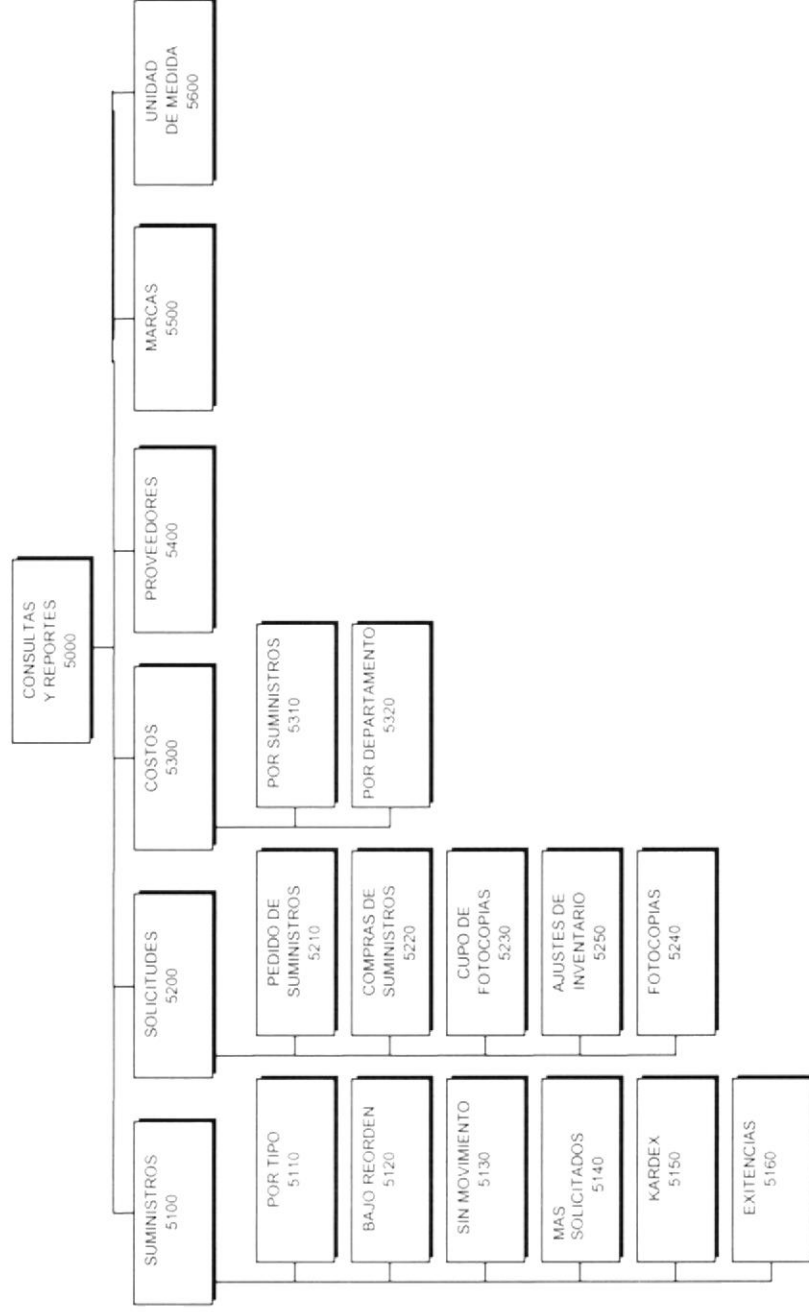 CONSULTAS
Y REPORTES
5000
SUMINISTROS
5100
SOLICITUDES
5200
COSTOS
5300
PROVEEDORES
5400
MARCAS
5500
UNIDAD
DE MEDIDA
5600
POR TIPO
5110
BAJO REORDEN
5120
SIN MOVIMIENTO
5130
MAS
SOLICITADOS
5140
KARDEX
5150
EXITENCIAS
5160
PEDIDO DE
SUMINISTROS
5210
COMPRAS DE
SUMINISTROS
5220
CUPO DE
FOTOCOPIAS
5230
AJUSTES DE
INVENTARIO
5250
FOTOCOPIAS
5240
POR SUMINISTROS
5310
POR DEPARTAMENTO
5320